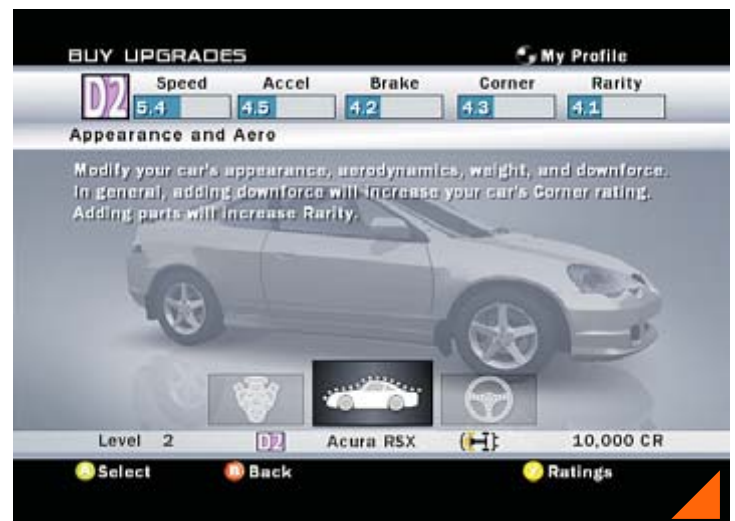 BUY UPGRADES My Profile
D2 Speed Accel Brake Corner Rarity
5.4 4.5 4.2 4.3 4.1
Appearance and Aero
Modify your car's appearance, aerodynamics, weight, and downforce.
In general, adding downforce will increase your car's Corner rating.
Adding parts will increase Rarity.
Level 2 D2 Acura RSX 10,000 CR
A Select B Back Y Ratings